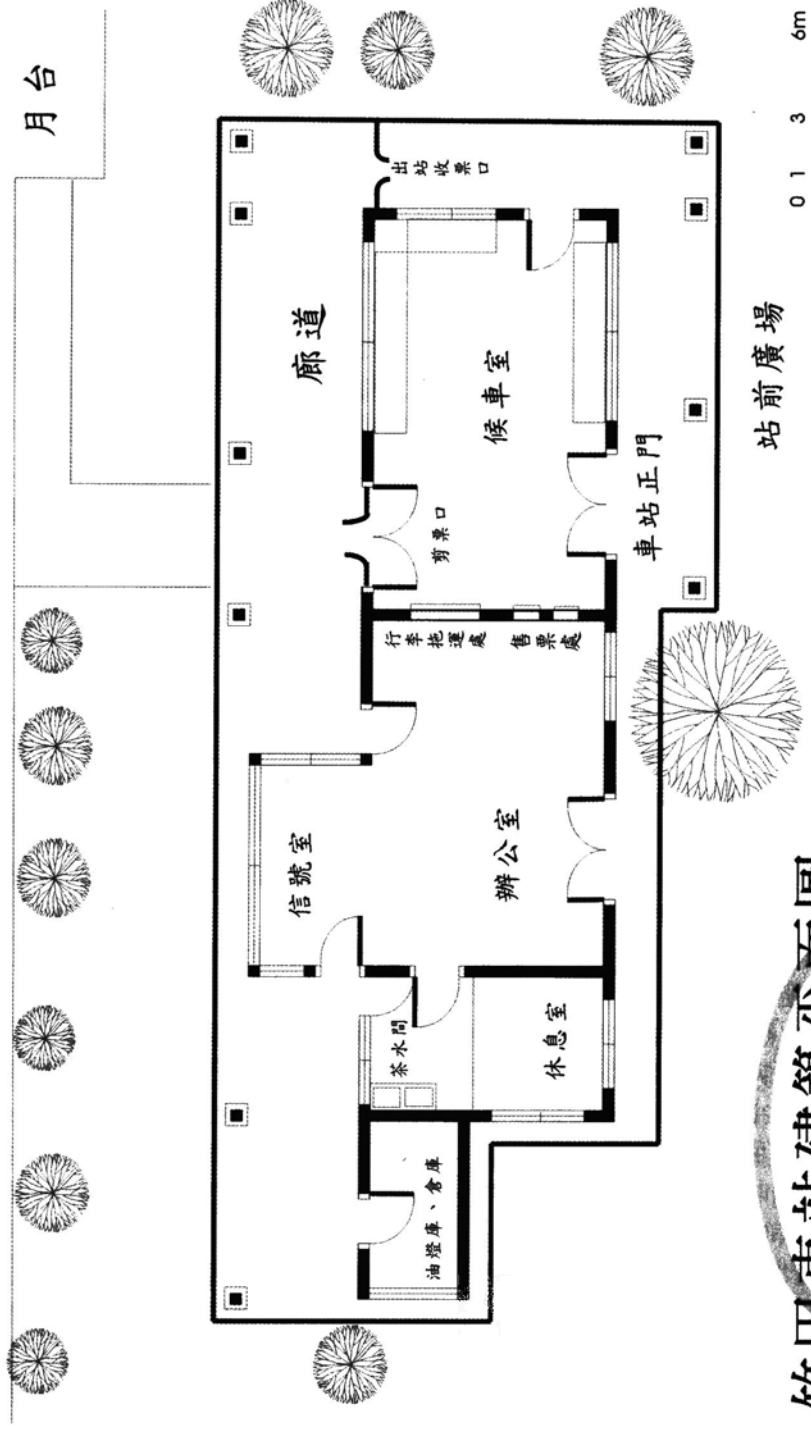 月台
廊道
出站收票口
候車室
剪票口
車站正門
站前廣場
行李拖運處
售票處
信號室
辦公室
茶水間
休息室
油燈庫、倉庫
0 1 3 6m